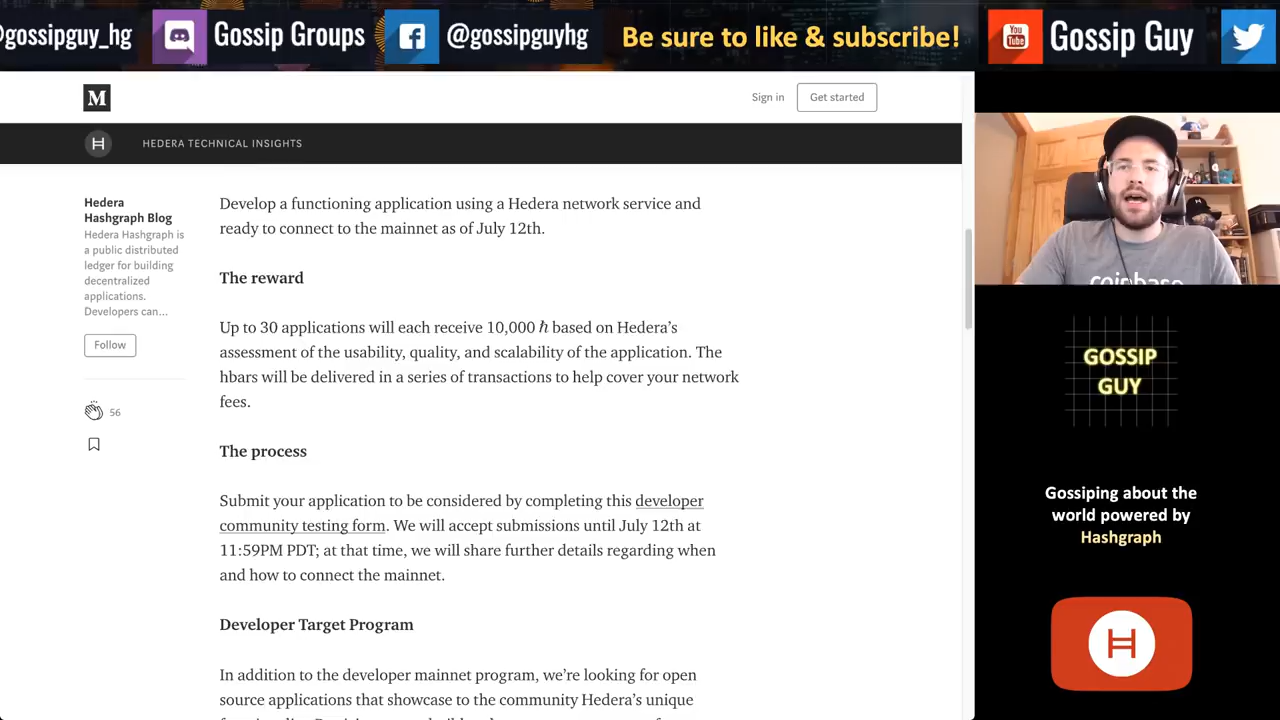 @gossipguy_hg
Gossip Groups
@gossipguyhg
Be sure to like & subscribe!
You
Tube
Gossip Guy
M
Sign in
Get started
HEDERA TECHNICAL INSIGHTS
Hedera
Hashgraph Blog
Hedera Hashgraph is
a public distributed
ledger for building
decentralized
applications.
Developers can...
Follow
56
Develop a functioning application using a Hedera network service and
ready to connect to the mainnet as of July 12th.
The reward
Up to 30 applications will each receive 10,000 ℏ based on Hedera’s
assessment of the usability, quality, and scalability of the application. The
hbars will be delivered in a series of transactions to help cover your network
fees.
The process
Submit your application to be considered by completing this developer
community testing form. We will accept submissions until July 12th at
11:59PM PDT; at that time, we will share further details regarding when
and how to connect the mainnet.
Developer Target Program
In addition to the developer mainnet program, we’re looking for open
source applications that showcase to the community Hedera’s unique
coinbase
GOSSIP
GUY
Gossiping about the
world powered by
Hashgraph